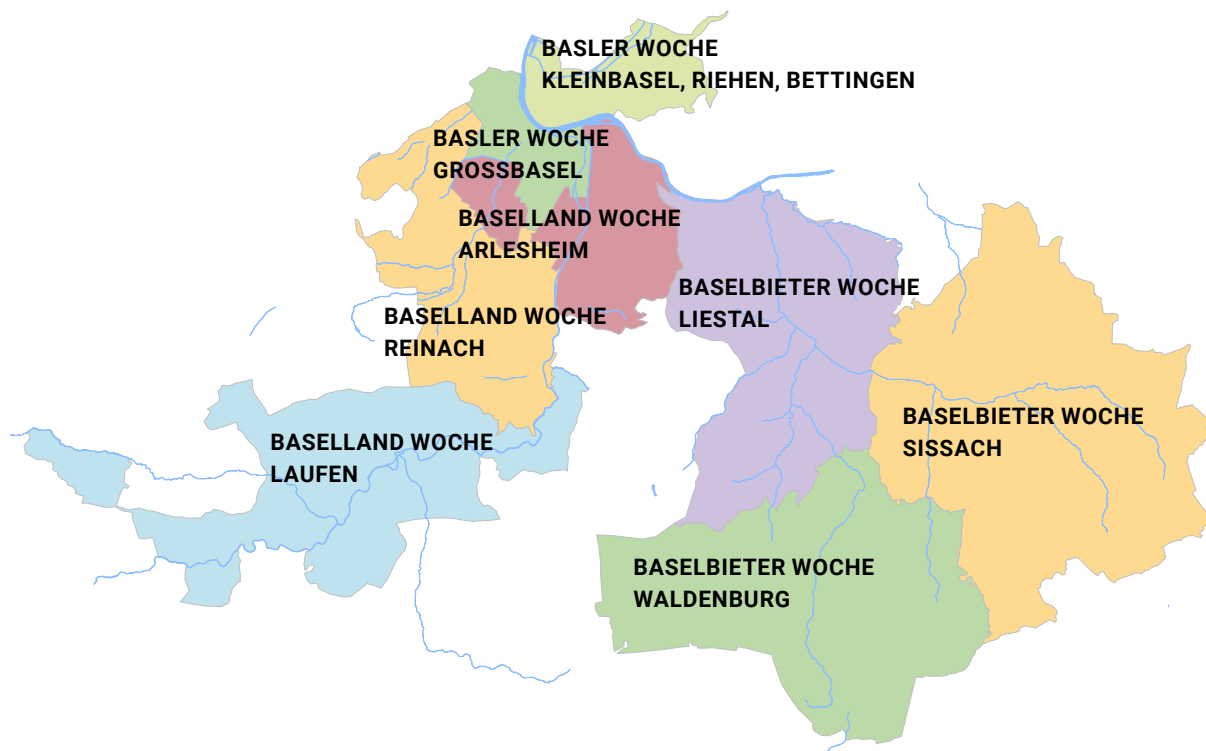 BASLER WOCHE
KLEINBASEL, RIEHEN, BETTINGEN
BASLER WOCHE
GROSSBASEL
BASELLAND WOCHE
ARLESHEIM
BASELBIETER WOCHE
LIESTAL
BASELLAND WOCHE
REINACH
BASELBIETER WOCHE
SISSACH
BASELLAND WOCHE
LAUFEN
BASELBIETER WOCHE
WALDENBURG